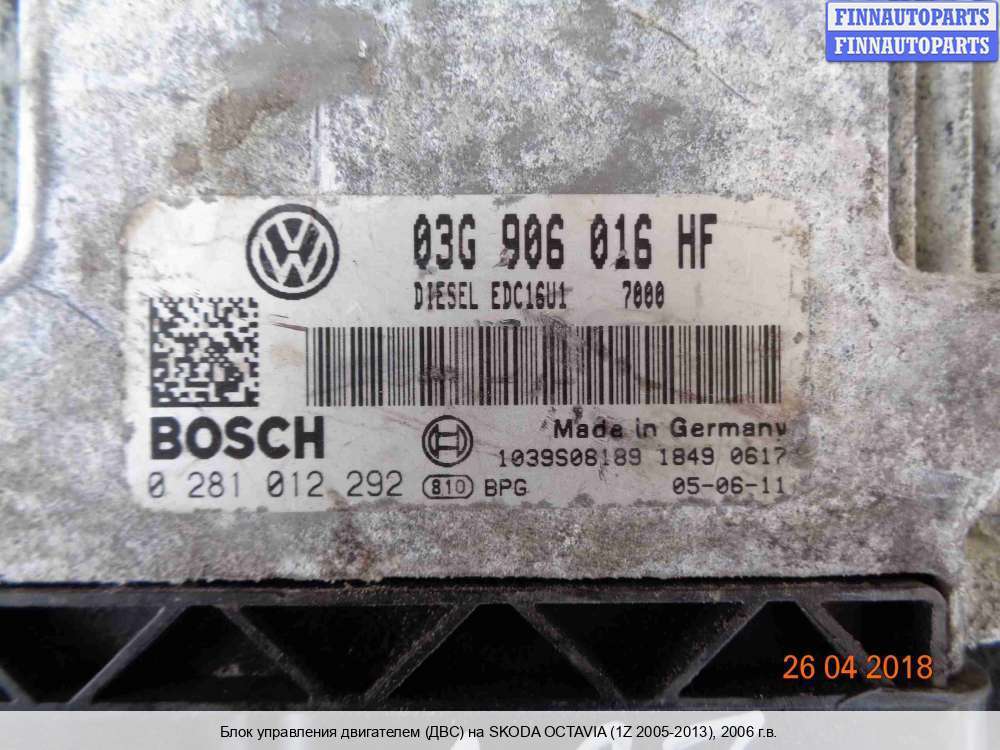 FINNAUTOPARTS
FINNAUTOPARTS
03G 906 016 HF
DIESEL EDC16U1 7000
BOSCH
Made in Germany
1039S08189 1849 0617
0 281 012 292 810 BPG 05-06-11
26 04 2018
Блок управления двигателем (ДВС) на SKODA OCTAVIA (1Z 2005-2013), 2006 г.в.